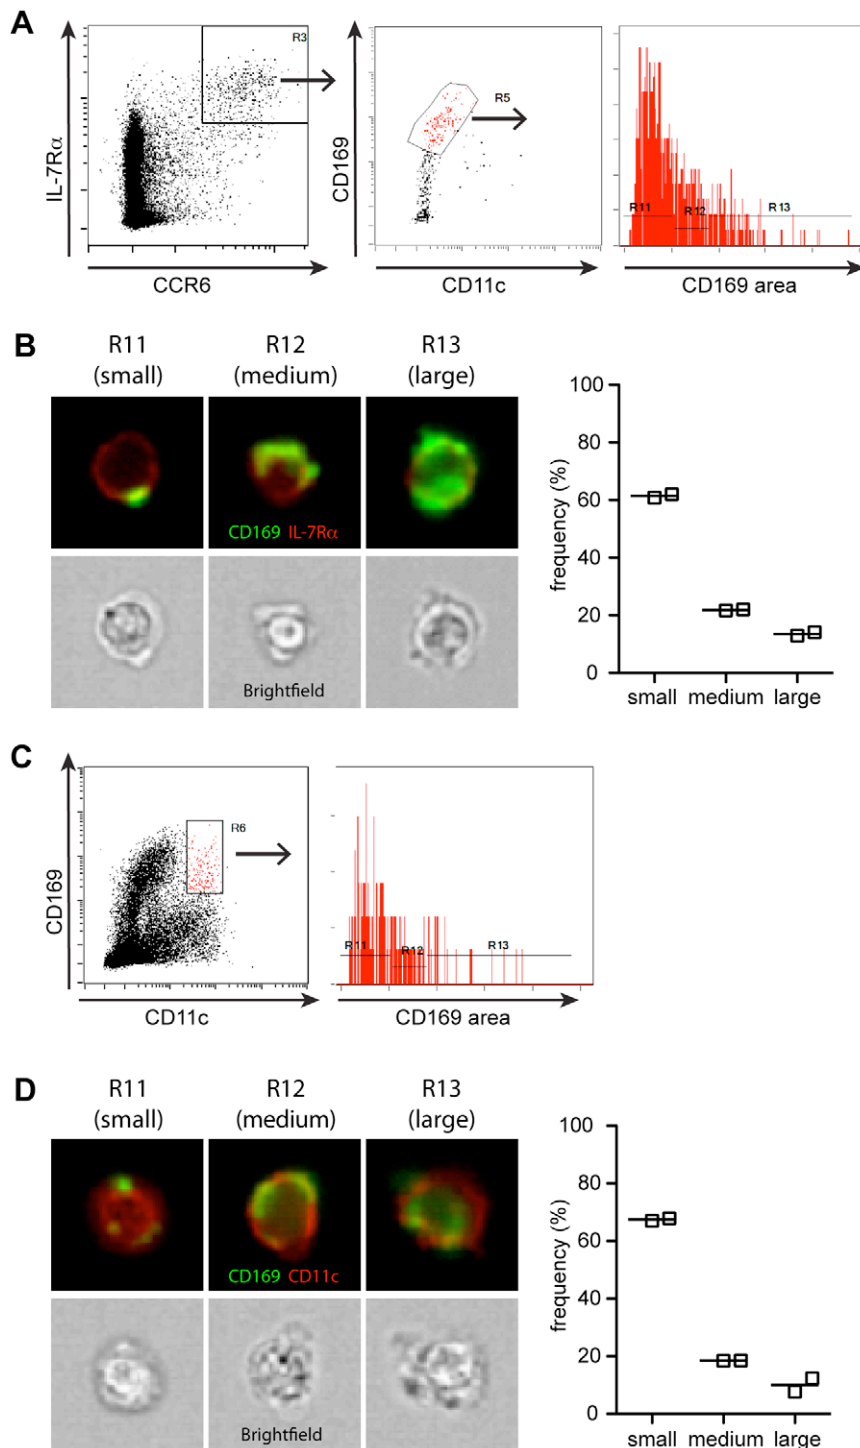 A
IL-7Rα
R3
CCR6
CD169
R5
CD11c
R11
R12
R13
CD169 area
B
R11
(small)
R12
(medium)
R13
(large)
CD169 IL-7Rα
Brightfield
frequency (%)
100
80
60
40
20
0
small medium large
C
CD169
R6
CD11c
R11
R12
R13
CD169 area
D
R11
(small)
R12
(medium)
R13
(large)
CD169 CD11c
Brightfield
frequency (%)
100
80
60
40
20
0
small medium large